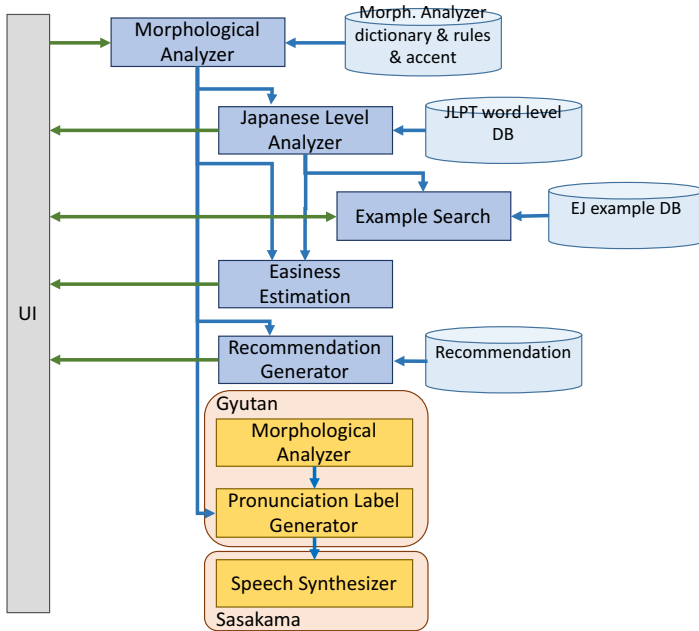 Morphological
Analyzer
Morph. Analyzer
dictionary & rules
& accent
Japanese Level
Analyzer
JLPT word level
DB
Example Search
EJ example DB
Easiness
Estimation
UI
Recommendation
Generator
Recommendation
Gyutan
Morphological
Analyzer
Pronunciation Label
Generator
Speech Synthesizer
Sasakama